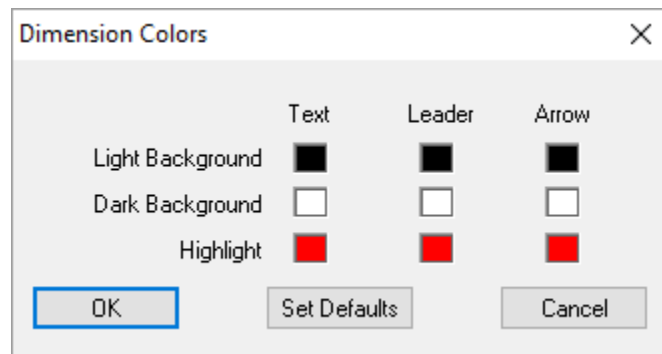 Dimension Colors
Text Leader Arrow
Light Background
Dark Background
Highlight
OK Set Defaults Cancel